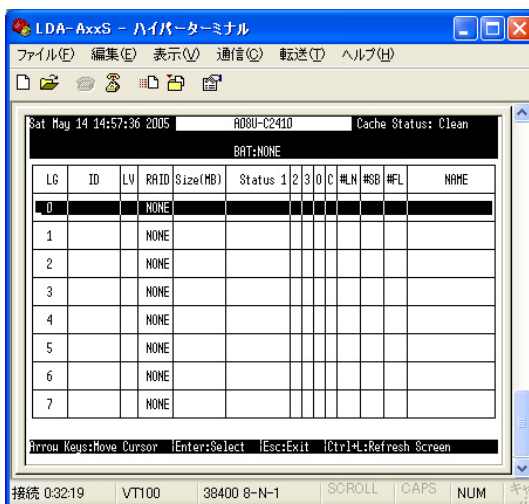 LDA-AxxS - ハイパーターミナル
ファイル(F) 編集(E) 表示(V) 通信(C) 転送(T) ヘルプ(H)
Sat May 14 14:57:36 2005 A08U-C2410 Cache Status: Clean
BAT:NONE
LG ID LV RAID Size(MB) Status 1 2 3 0 C #LN #SB #FL NAME
0 NONE
1 NONE
2 NONE
3 NONE
4 NONE
5 NONE
6 NONE
7 NONE
Arrow Keys:Move Cursor |Enter:Select |Esc:Exit |Ctrl+L:Refresh Screen
接続 0:32:19 VT100 38400 8-N-1 SCROLL CAPS NUM キャ